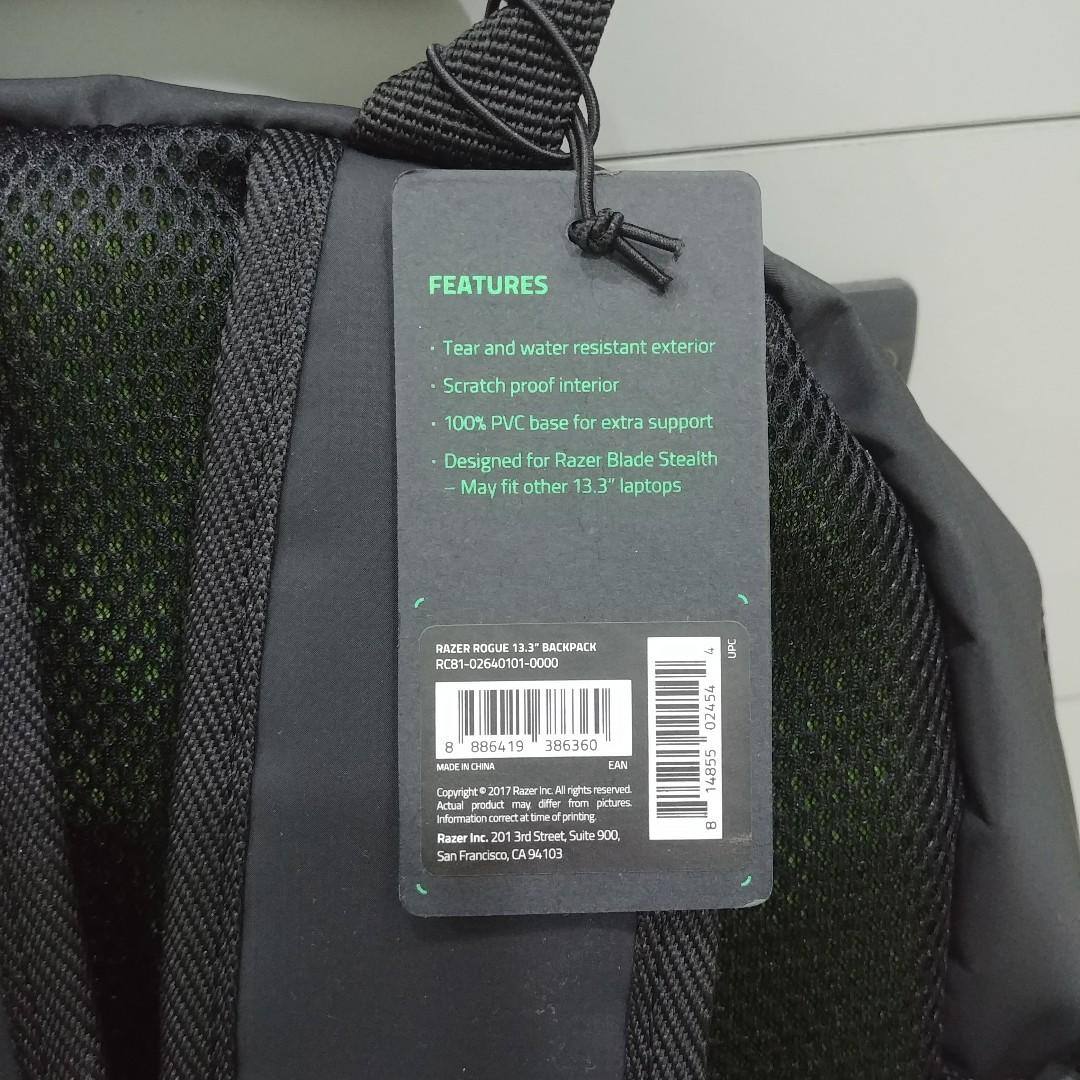 FEATURES
· Tear and water resistant exterior
· Scratch proof interior
· 100% PVC base for extra support
· Designed for Razer Blade Stealth
– May fit other 13.3" laptops
RAZER ROGUE 13.3" BACKPACK
RC81-02640101-0000
8 886419 386360
MADE IN CHINA EAN
Copyright © 2017 Razer Inc. All rights reserved.
Actual product may differ from pictures.
Information correct at time of printing.
Razer Inc. 201 3rd Street, Suite 900,
San Francisco, CA 94103
UPC
8 14855 02454 4